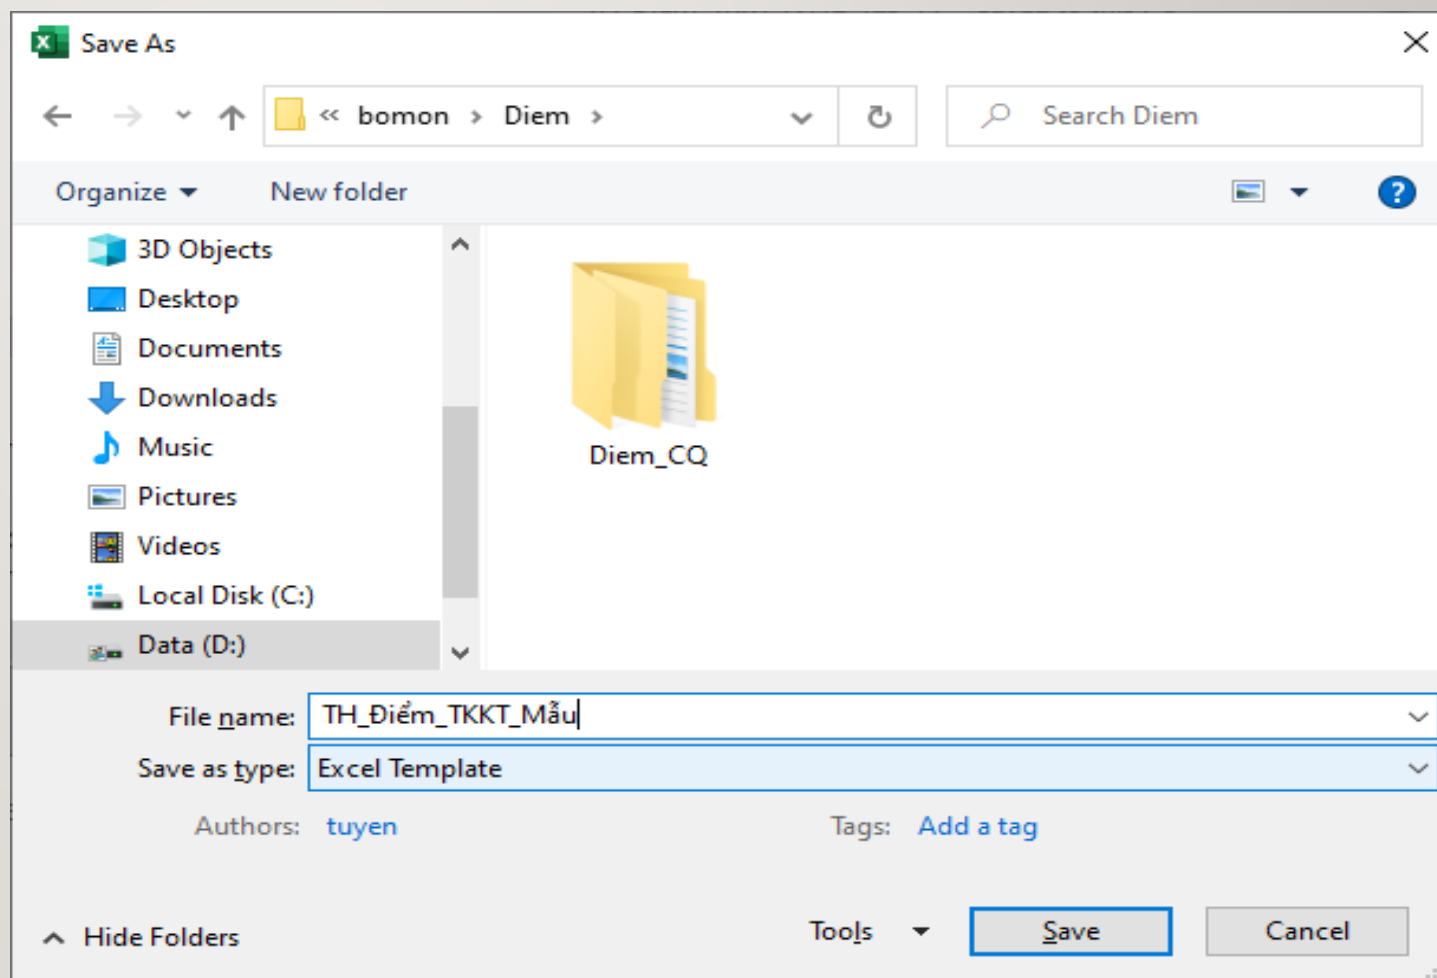 Save As
« bomon > Diem >
Search Diem
Organize
New folder
?
3D Objects
Desktop
Documents
Downloads
Music
Pictures
Videos
Local Disk (C:)
Data (D:)
Diem_CQ
File name: TH_Điểm_TKKT_Mẫu
Save as type: Excel Template
Authors: tuyen
Tags: Add a tag
Hide Folders
Tools
Save
Cancel